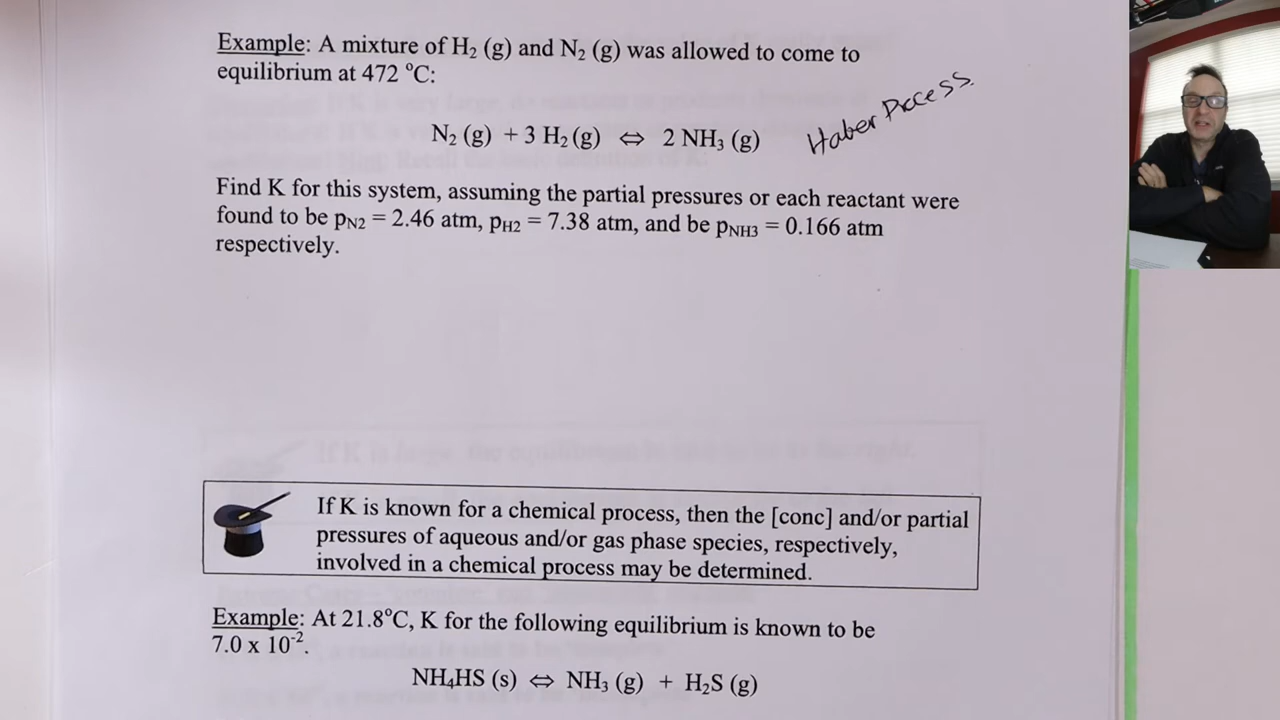 Example: A mixture of H₂ (g) and N₂ (g) was allowed to come to
equilibrium at 472 ºC:
Haber Process.
N₂ (g) + 3 H₂ (g) ⇔ 2 NH₃ (g)
Find K for this system, assuming the partial pressures or each reactant were
found to be pN2 = 2.46 atm, pH2 = 7.38 atm, and be pNH3 = 0.166 atm
respectively.
If K is known for a chemical process, then the [conc] and/or partial
pressures of aqueous and/or gas phase species, respectively,
involved in a chemical process may be determined.
Example: At 21.8ºC, K for the following equilibrium is known to be
7.0 x 10⁻².
NH₄HS (s) ⇔ NH₃ (g) + H₂S (g)